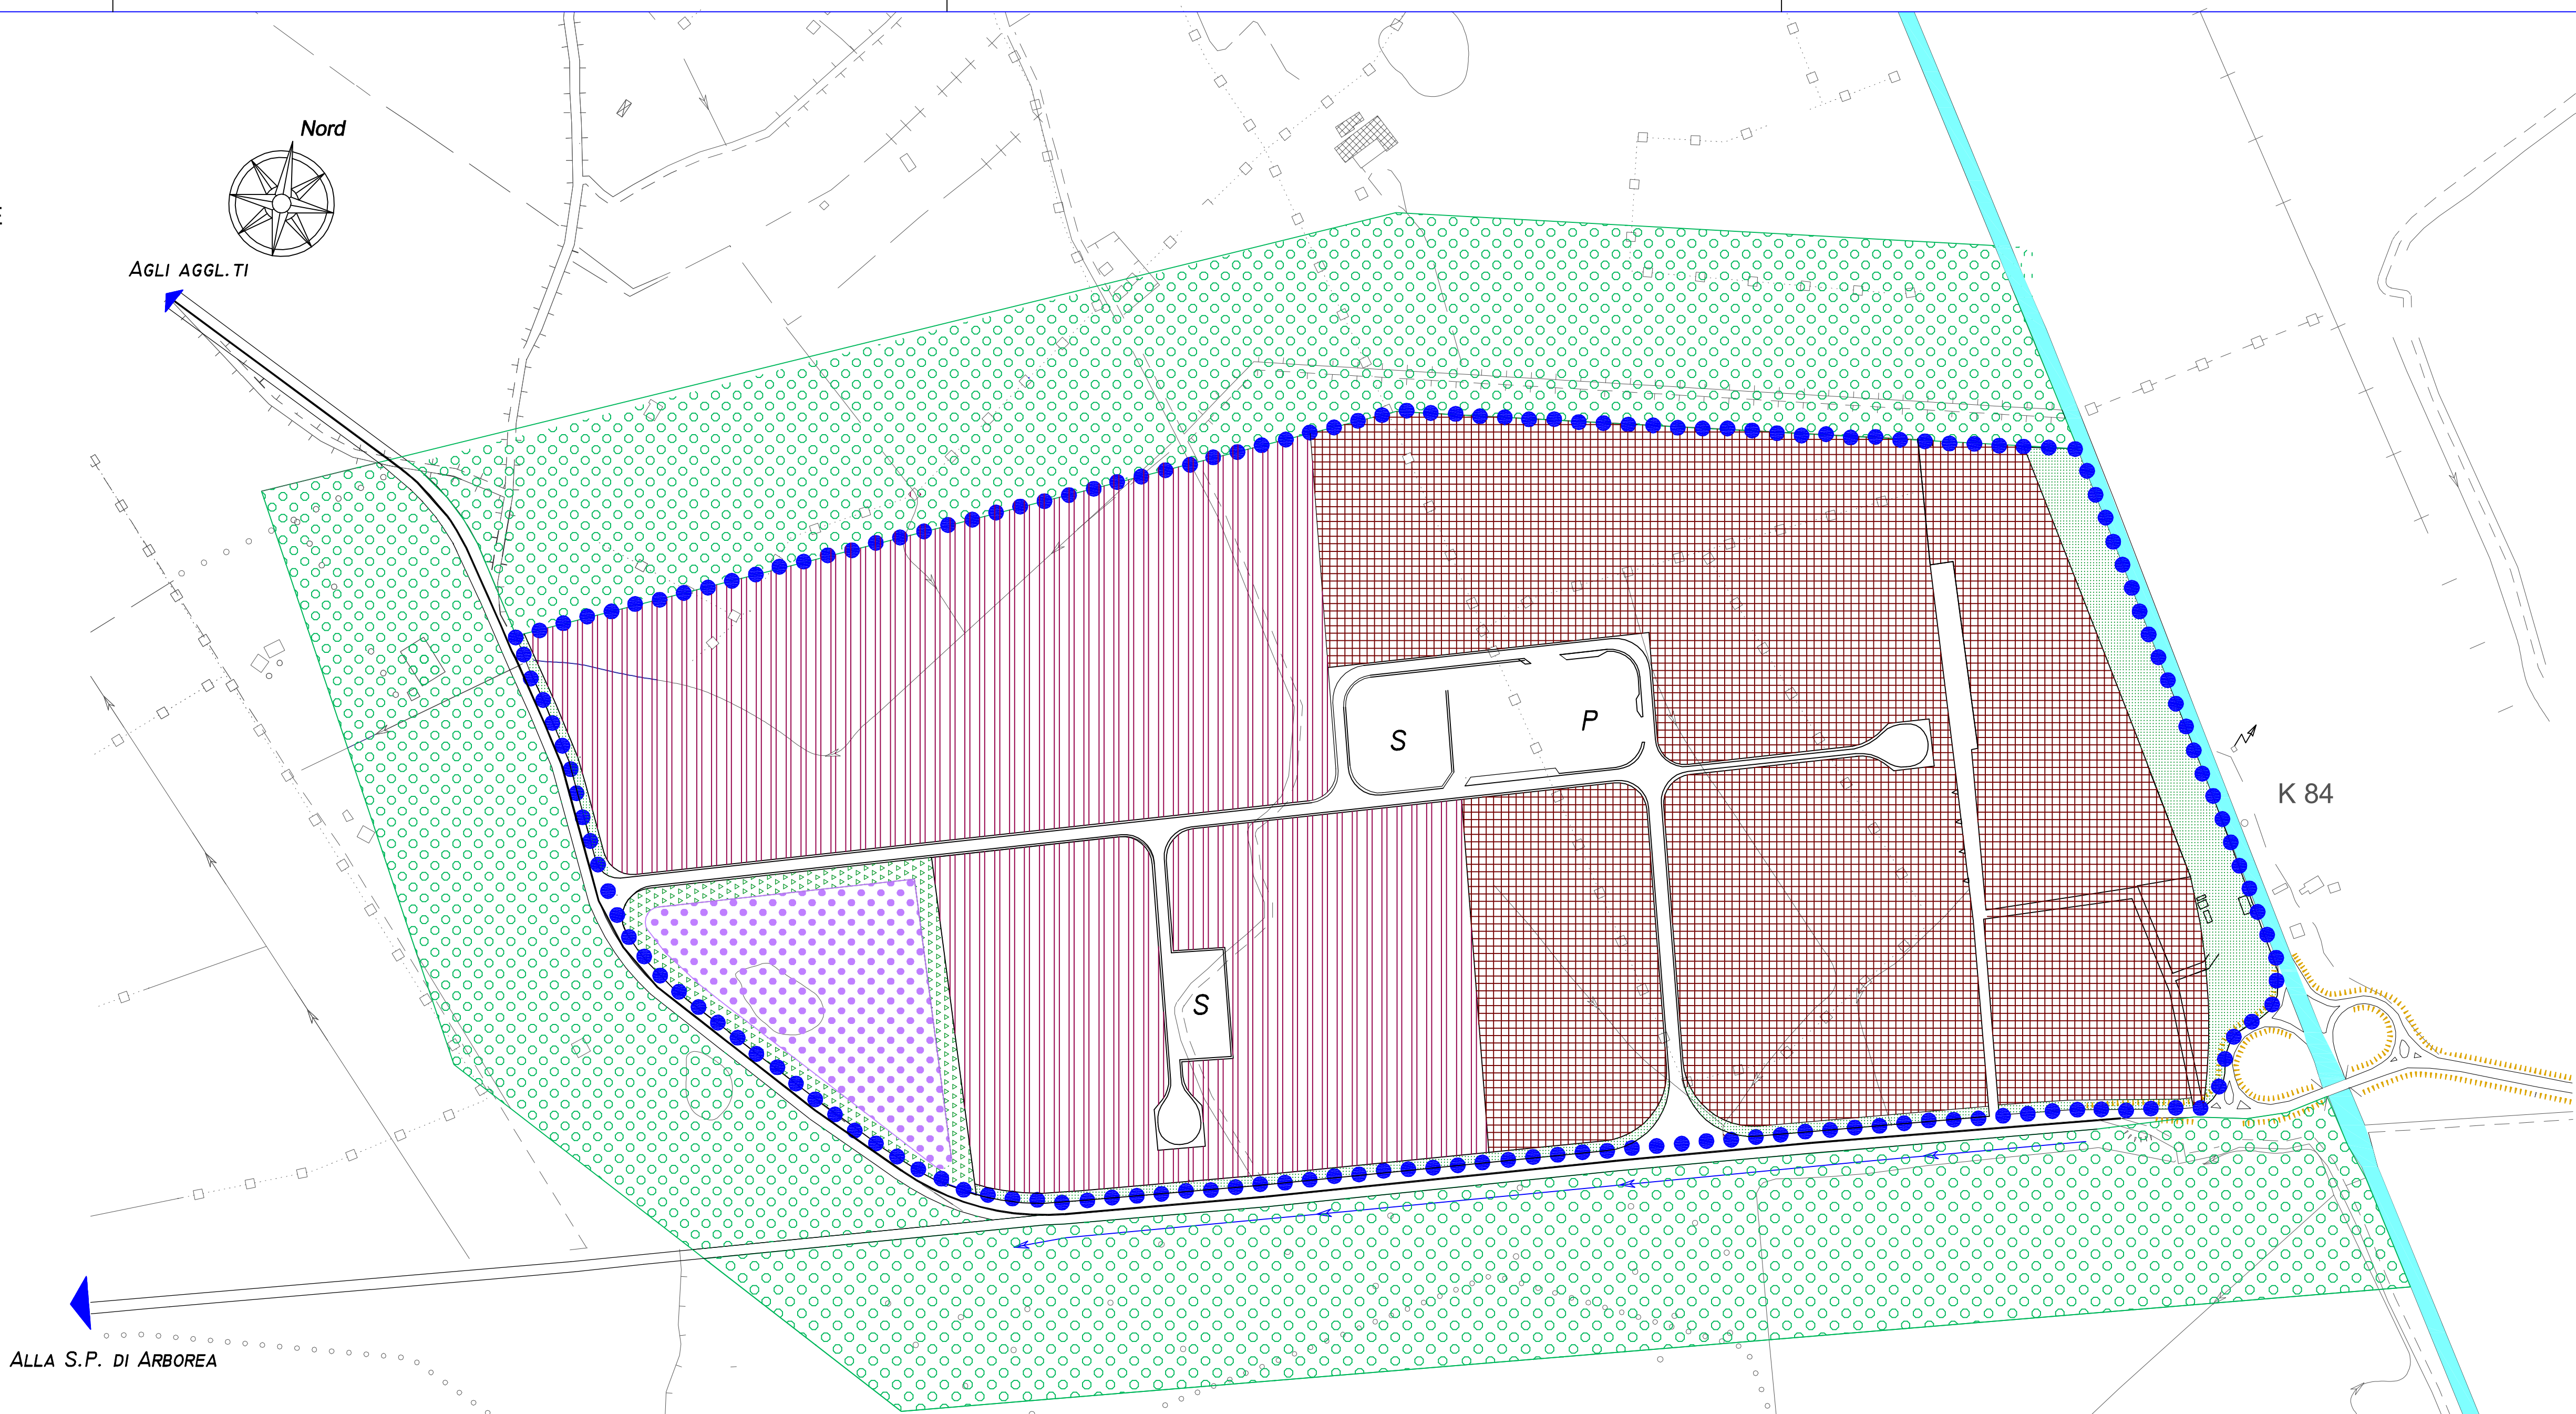 Nord
AGLI AGGL.TI
S
P
K 84
S
ALLA S.P. DI ARBOREA